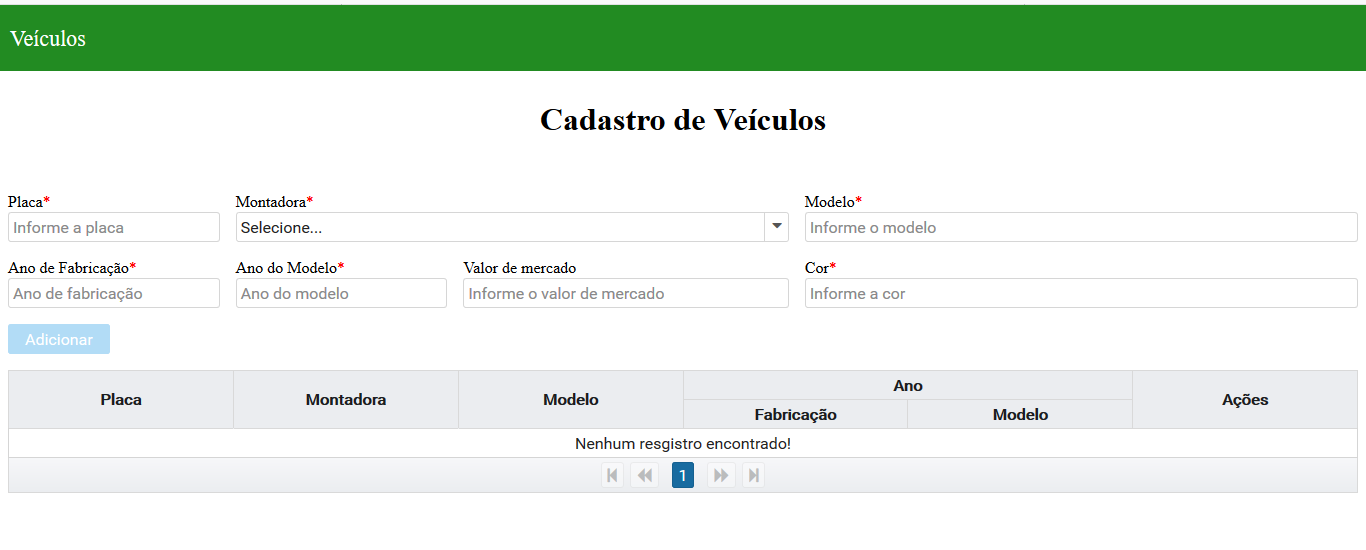 Veículos
Cadastro de Veículos
Placa* Montadora* Modelo*
Informe a placa Selecione... Informe o modelo
Ano de Fabricação* Ano do Modelo* Valor de mercado Cor*
Ano de fabricação Ano do modelo Informe o valor de mercado Informe a cor
Adicionar
Placa Montadora Modelo Ano Ações
Fabricação Modelo
Nenhum resgistro encontrado!
1